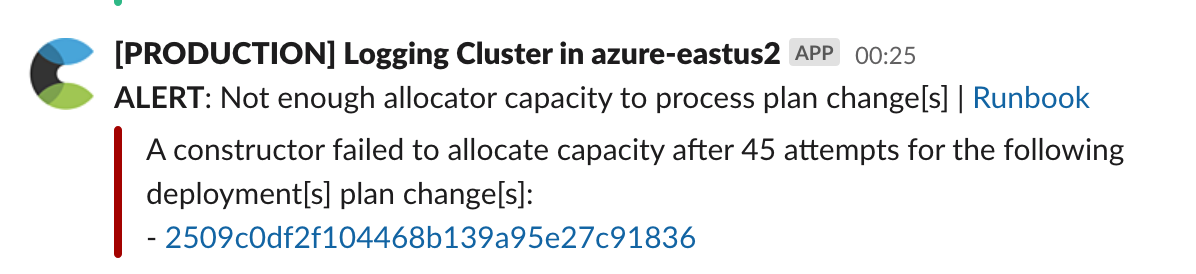 [PRODUCTION] Logging Cluster in azure-eastus2 APP 00:25
ALERT: Not enough allocator capacity to process plan change[s] | Runbook
A constructor failed to allocate capacity after 45 attempts for the following
deployment[s] plan change[s]:
- 2509c0df2f104468b139a95e27c91836